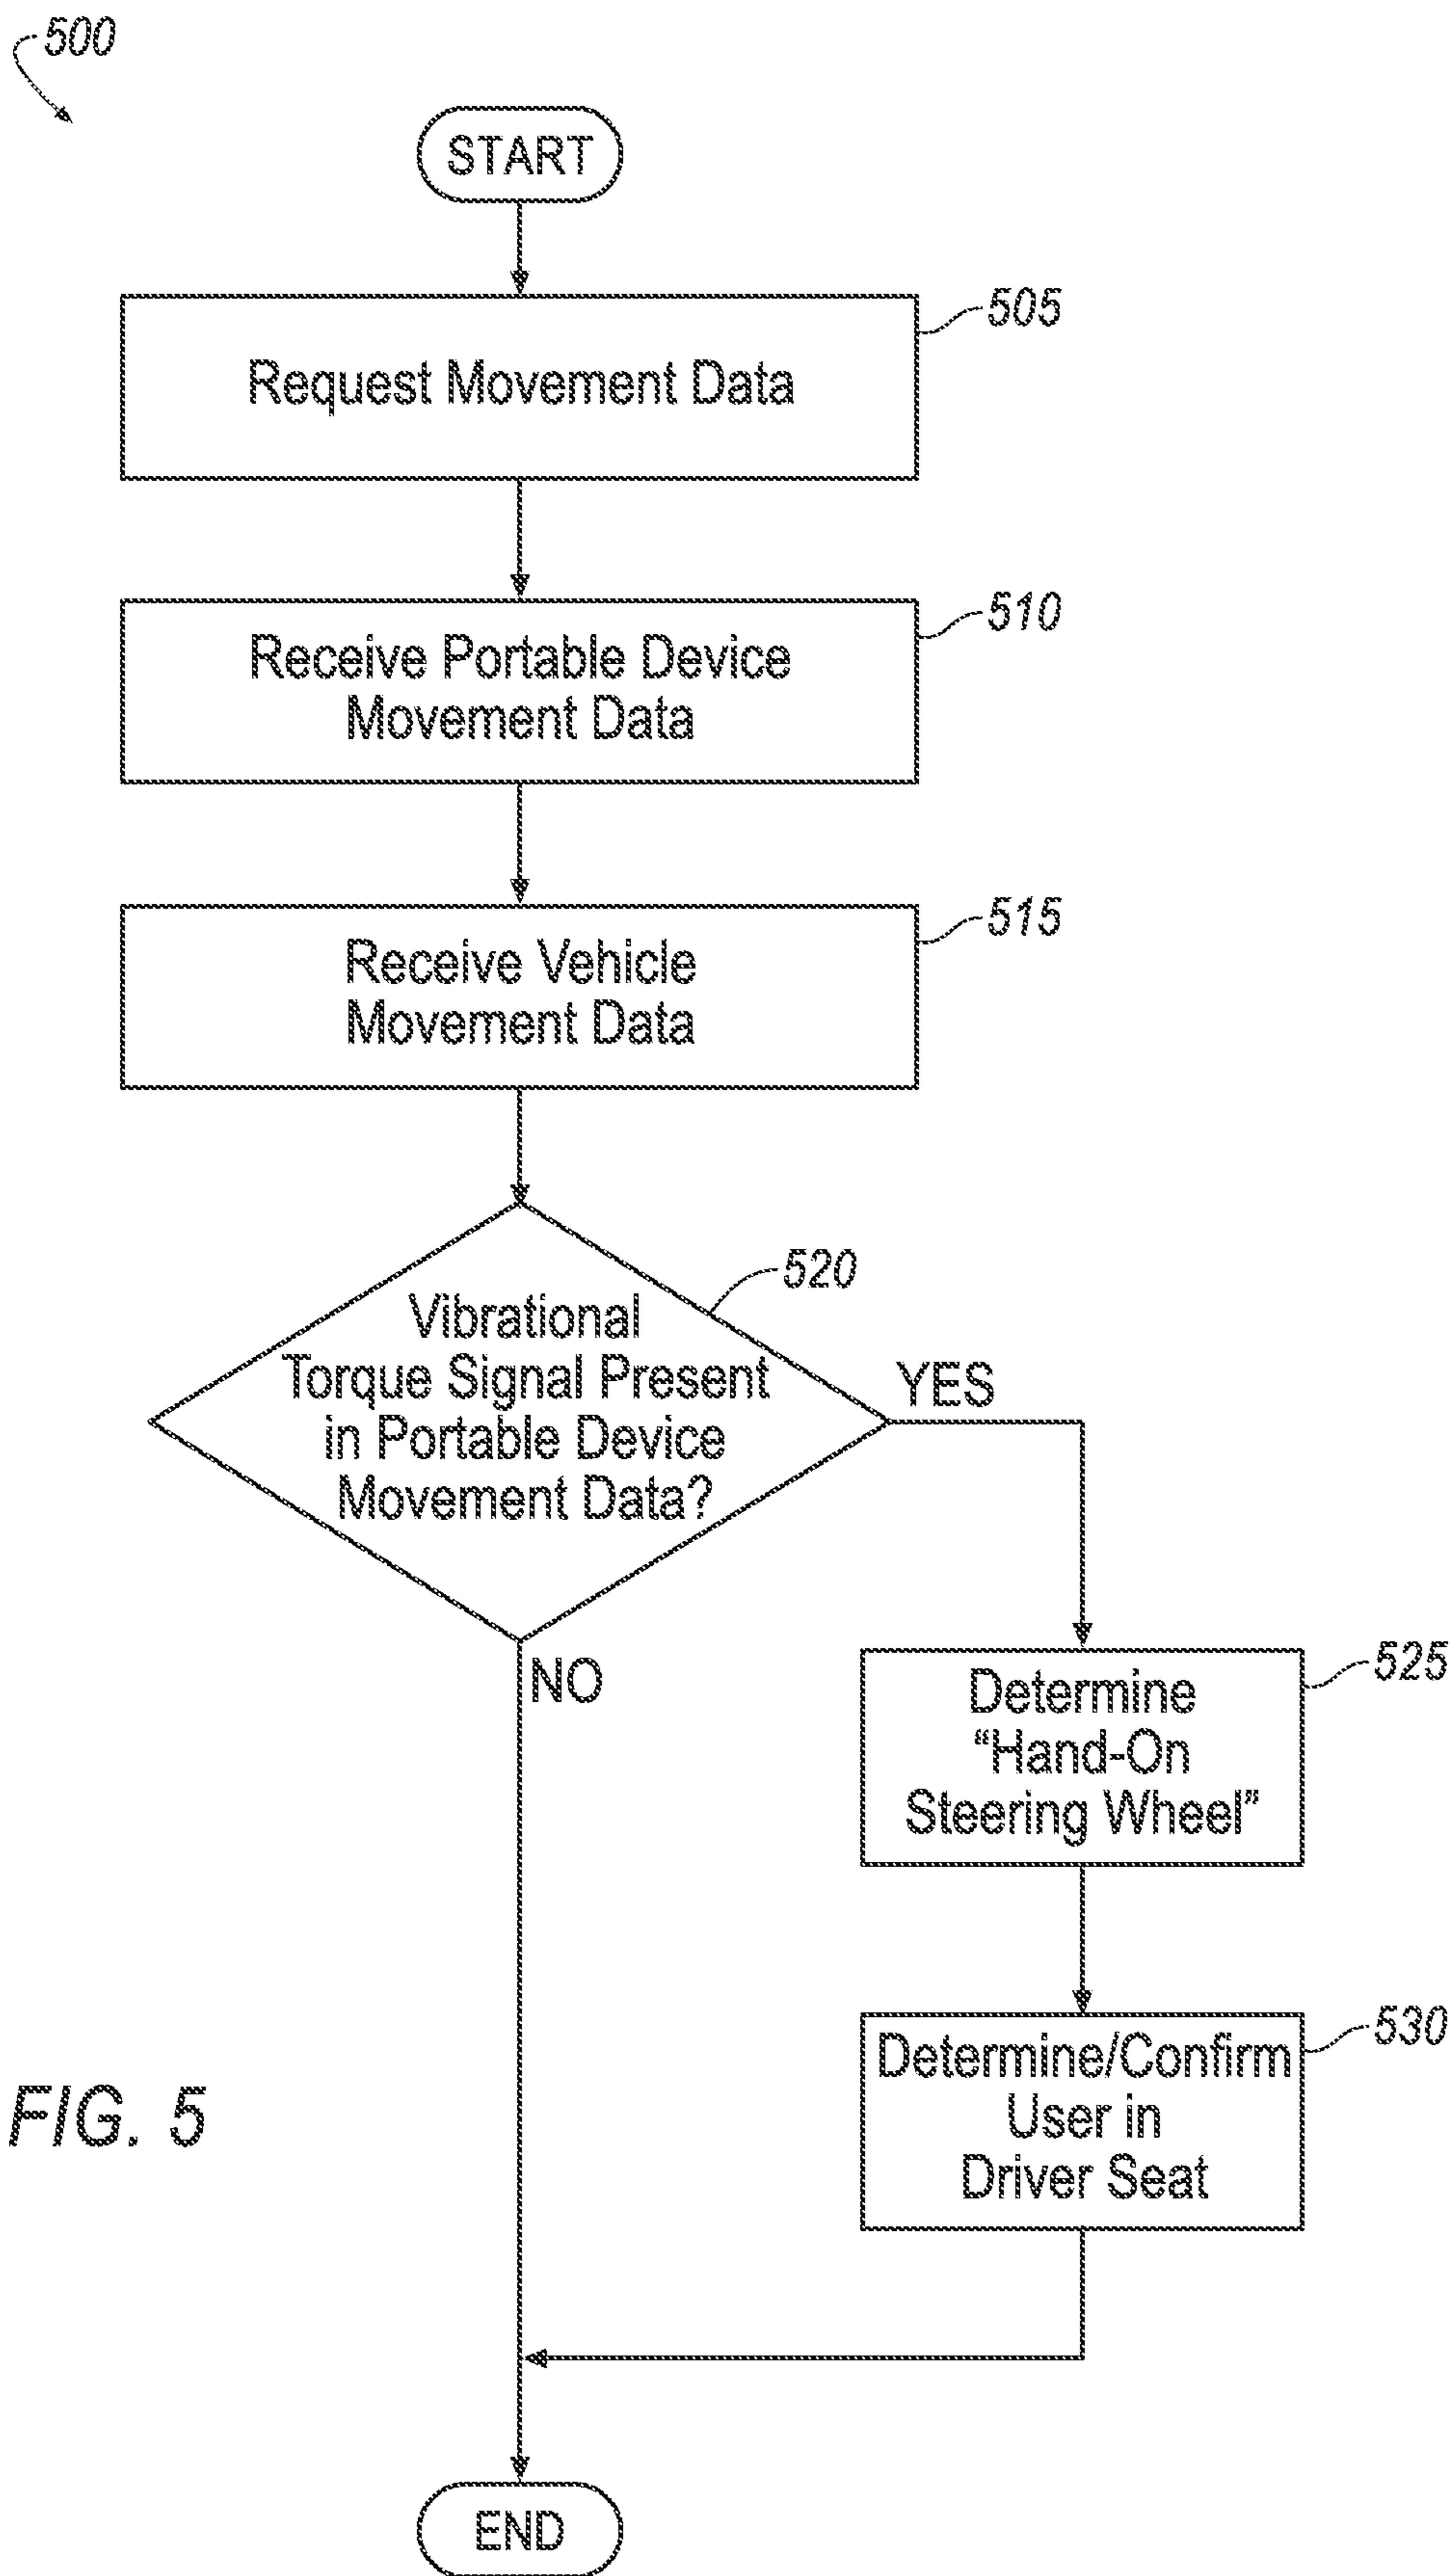 500
START
505
Request Movement Data
510
Receive Portable Device
Movement Data
515
Receive Vehicle
Movement Data
520
Vibrational
Torque Signal Present
in Portable Device
Movement Data?
YES
NO
525
Determine
“Hand-On
Steering Wheel”
530
Determine/Confirm
User in
Driver Seat
FIG. 5
END